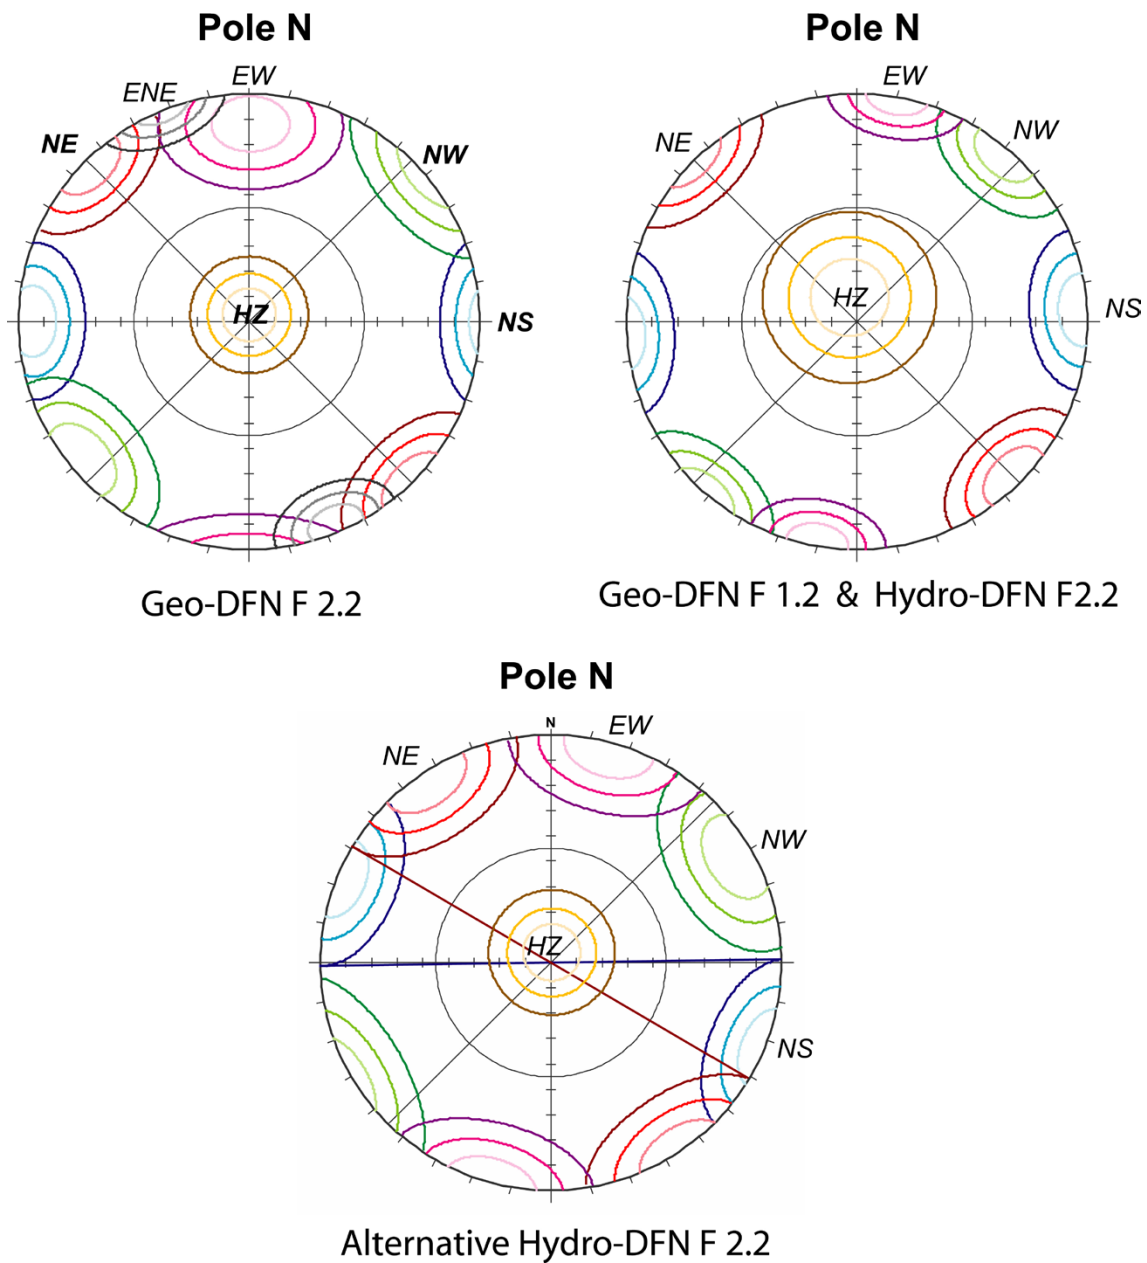 Pole N
Pole N
EW
ENE
NE
NW
HZ
NS
EW
NE
NW
HZ
NS
Geo-DFN F 2.2
Geo-DFN F 1.2 & Hydro-DFN F2.2
Pole N
N
EW
NE
NW
HZ
NS
Alternative Hydro-DFN F 2.2